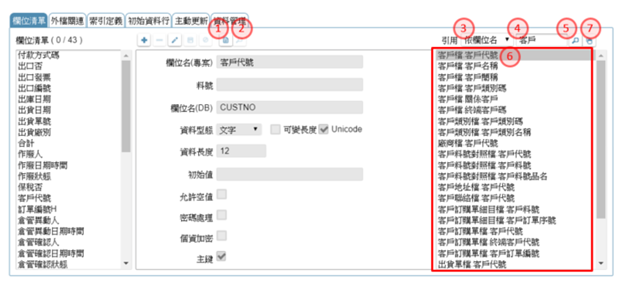 欄位清單 外檔關連 索引定義 初始資料行 主動更新 資料管理
欄位清單 ( 0 / 43 )
① ②
引用 依欄位名 客戶
③ ④ ⑤ ⑦
付款方式碼
出口否
出口發票
出口編號
出庫日期
出貨日期
出貨單號
出貨廠別
合計
作廢人
作廢日期時間
作廢狀態
保稅否
客戶代號
訂單編號H
倉管異動人
倉管異動日期時間
倉管確認人
倉管確認日期時間
倉管確認狀態
欄位名(專案) 客戶代號
料號
欄位名(DB) CUSTNO
資料型態 文字 可變長度 Unicode
資料長度 12
初始值
允許空值
密碼處理
個資加密
主鍵
客戶檔 客戶代號
⑥
客戶檔 客戶名稱
客戶檔 客戶簡稱
客戶檔 客戶類別碼
客戶檔 關係客戶
客戶檔 終端客戶碼
客戶類別檔 客戶類別碼
客戶類別檔 客戶類別名稱
廠商檔 客戶代號
客戶料號對照檔 客戶代號
客戶料號對照檔 客戶料號
客戶料號對照檔 客戶料號品名
客戶地址檔 客戶代號
客戶聯絡檔 客戶代號
客戶訂購單細目檔 客戶料號
客戶訂購單細目檔 客戶訂單序號
客戶訂購單檔 客戶代號
客戶訂購單檔 終端客戶代號
客戶訂購單檔 客戶訂單編號
出貨單檔 客戶代號